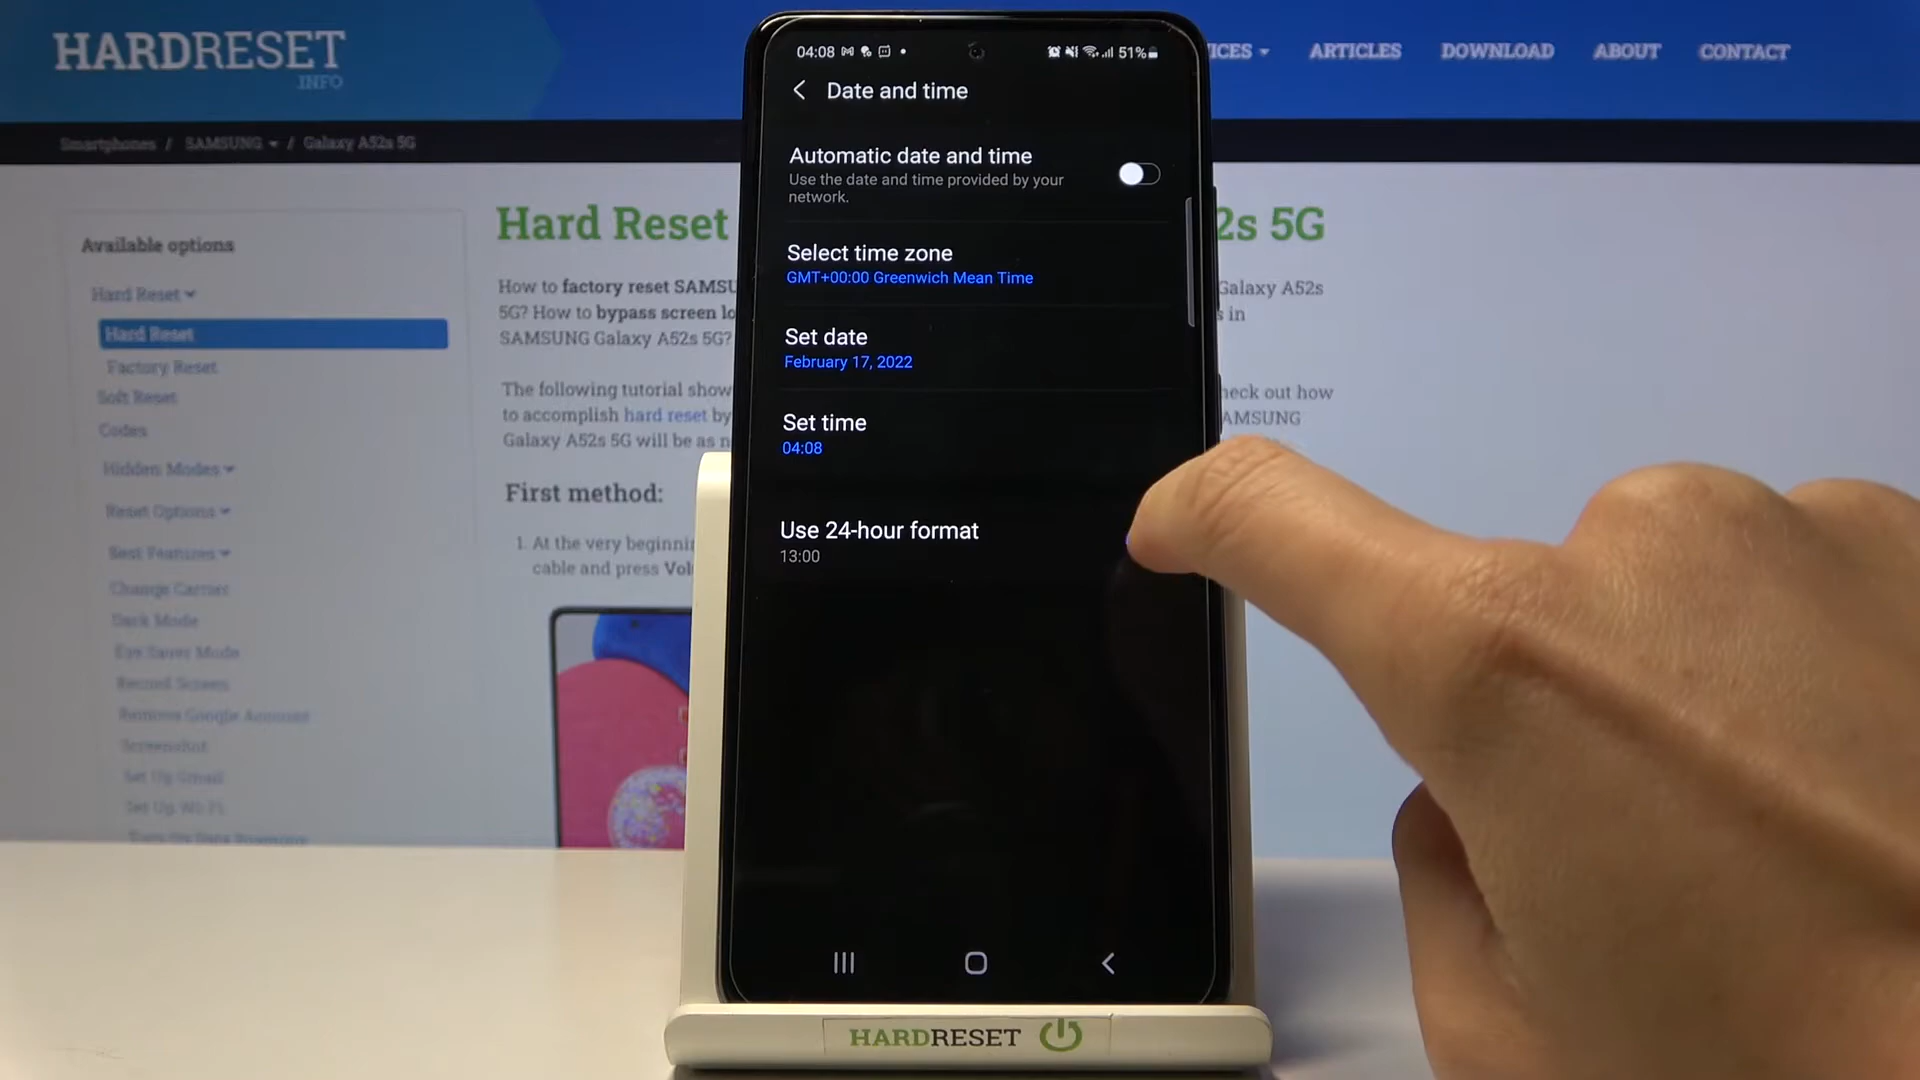 HARDRESET
.INFO
ICES
ARTICLES
DOWNLOAD
ABOUT
CONTACT
Smartphones / SAMSUNG / Galaxy A52s 5G
Available options
Hard Reset
Hard Reset
Factory Reset
Soft Reset
Codes
Hidden Modes
Reset Options
Best Features
Change Carrier
Dark Mode
Eye Saver Mode
Record Screen
Remove Google Account
Screenshot
Set Up Gmail
Set Up Wi-Fi
Hard Reset
2s 5G
How to factory reset SAMSU
5G? How to bypass screen lo
SAMSUNG Galaxy A52s 5G?
Galaxy A52s
s in
The following tutorial show
to accomplish hard reset by
Galaxy A52s 5G will be as n
heck out how
AMSUNG
First method:
1. At the very beginni
cable and press Vol
04:08
51%
Date and time
Automatic date and time
Use the date and time provided by your
network.
Select time zone
GMT+00:00 Greenwich Mean Time
Set date
February 17, 2022
Set time
04:08
Use 24-hour format
13:00
HARDRESET